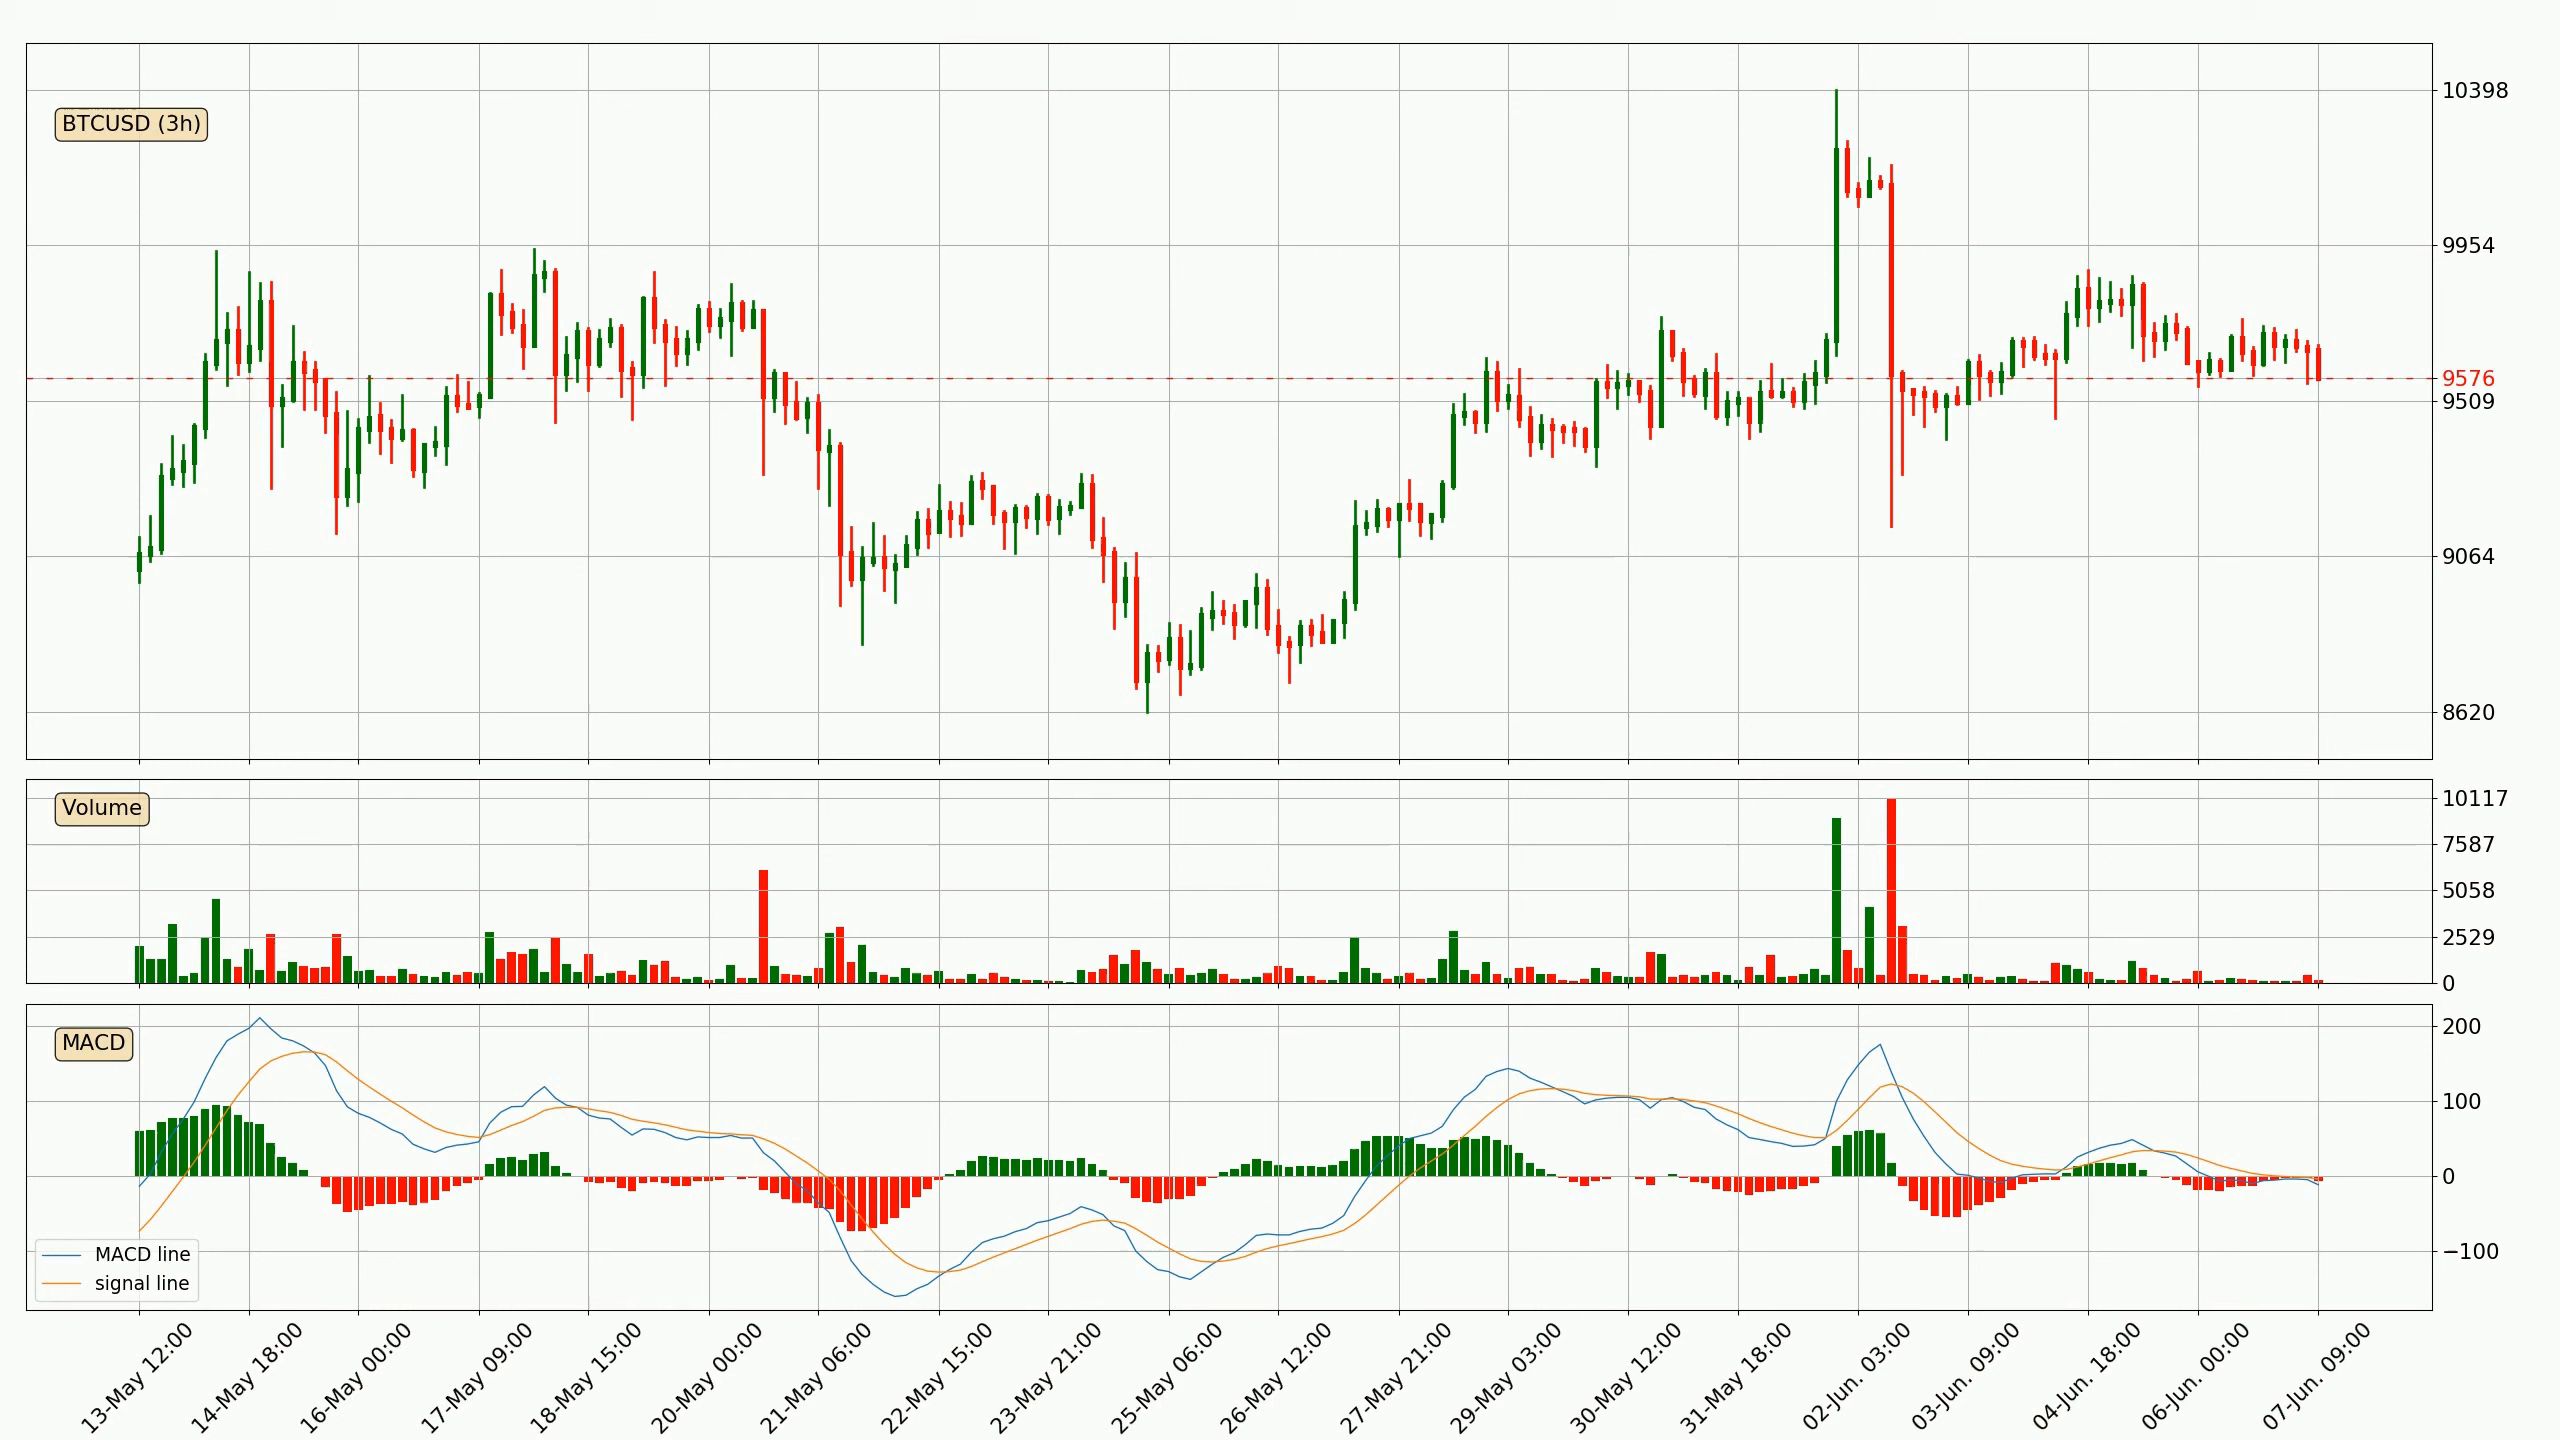 BTCUSD (3h)
10398
9954
9576
9509
9064
8620
Volume
10117
7587
5058
2529
0
MACD
200
100
0
−100
MACD line
signal line
13-May 12:00
14-May 18:00
16-May 00:00
17-May 09:00
18-May 15:00
20-May 00:00
21-May 06:00
22-May 15:00
23-May 21:00
25-May 06:00
26-May 12:00
27-May 21:00
29-May 03:00
30-May 12:00
31-May 18:00
02-Jun. 03:00
03-Jun. 09:00
04-Jun. 18:00
06-Jun. 00:00
07-Jun. 09:00